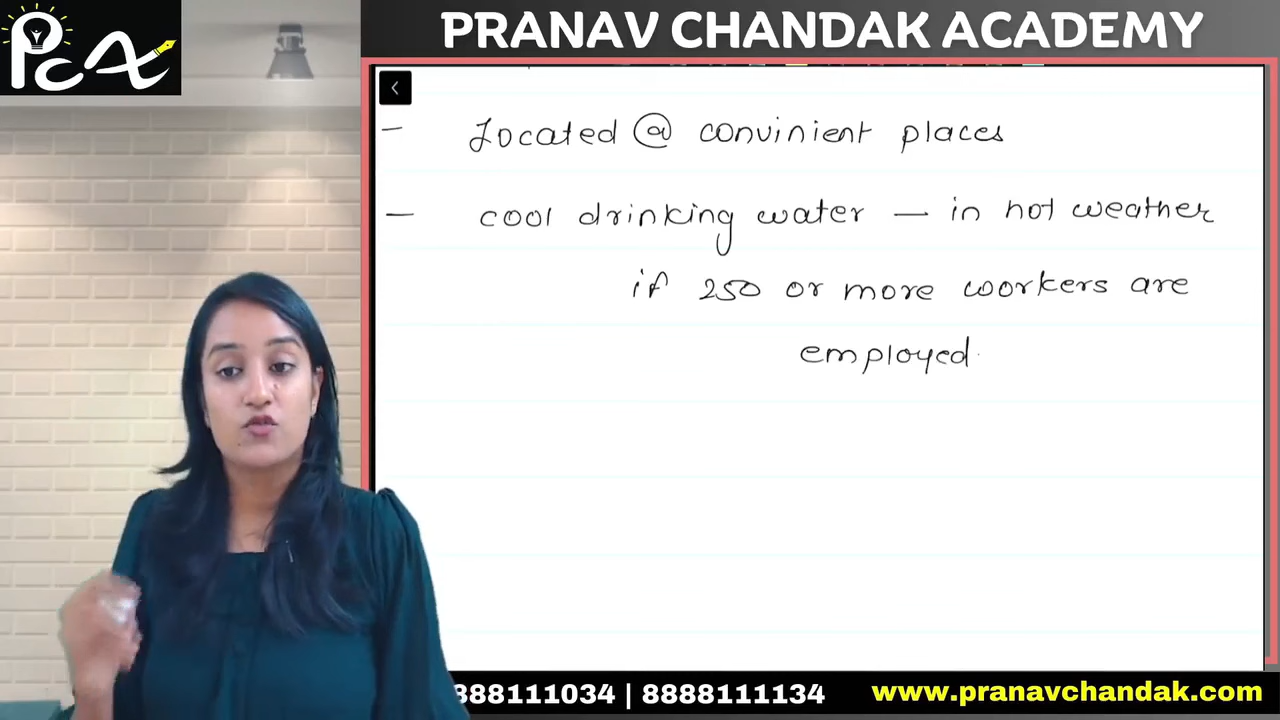 PCA
PRANAV CHANDAK ACADEMY
- Located @ convinient places
- cool drinking water - in hot weather
if 250 or more workers are
employed
888111034 | 8888111134
www.pranavchandak.com